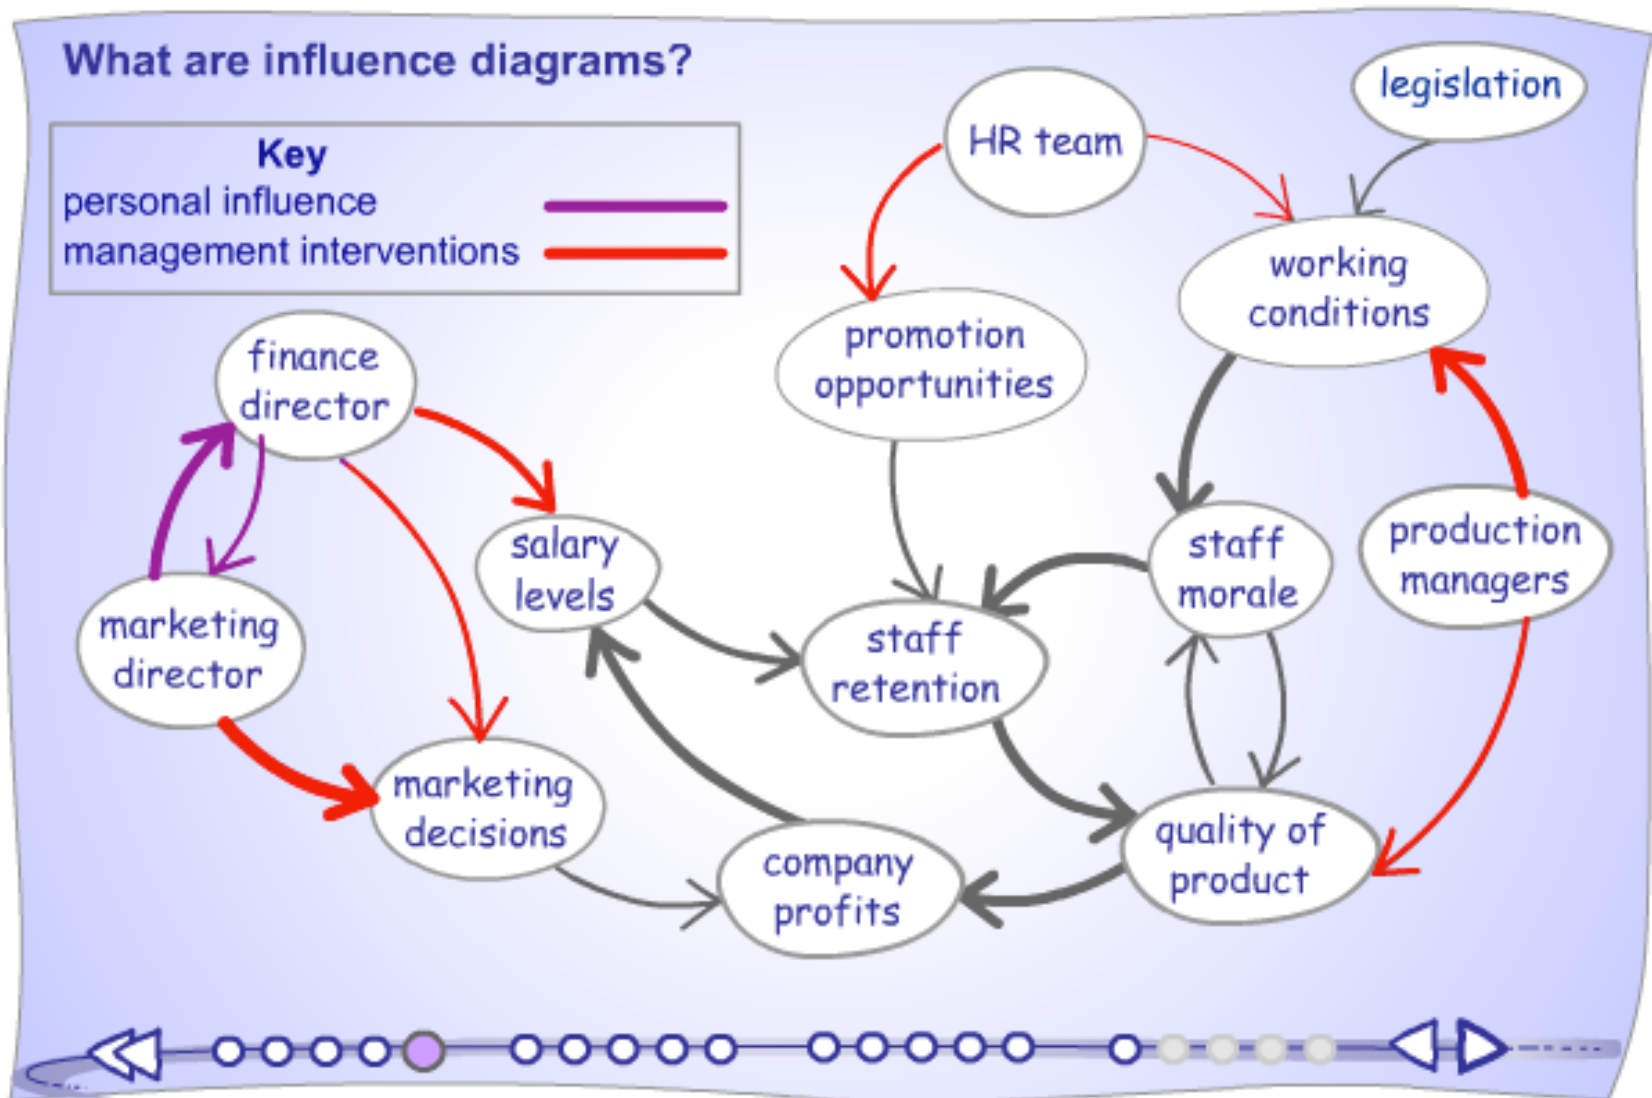 What are influence diagrams?
Key
personal influence
management interventions
HR team
legislation
working
conditions
promotion
opportunities
finance
director
salary
levels
staff
morale
production
managers
marketing
director
staff
retention
marketing
decisions
company
profits
quality of
product